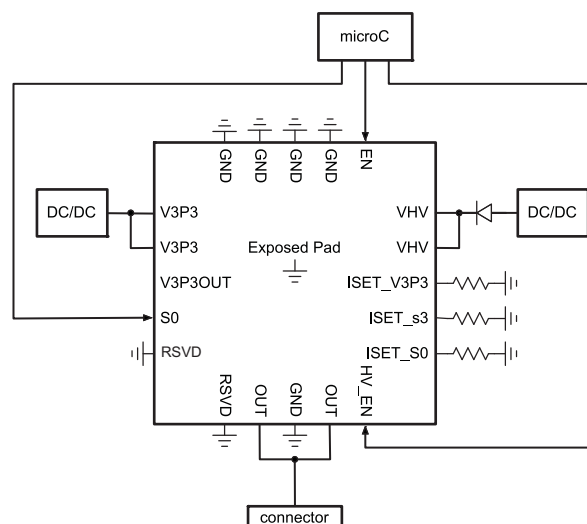 microC
GND
GND
GND
GND
EN
DC/DC
V3P3
VHV
DC/DC
V3P3
Exposed Pad
VHV
V3P3OUT
ISET_V3P3
S0
ISET_s3
RSVD
ISET_S0
RSVD
OUT
GND
OUT
HV_EN
connector